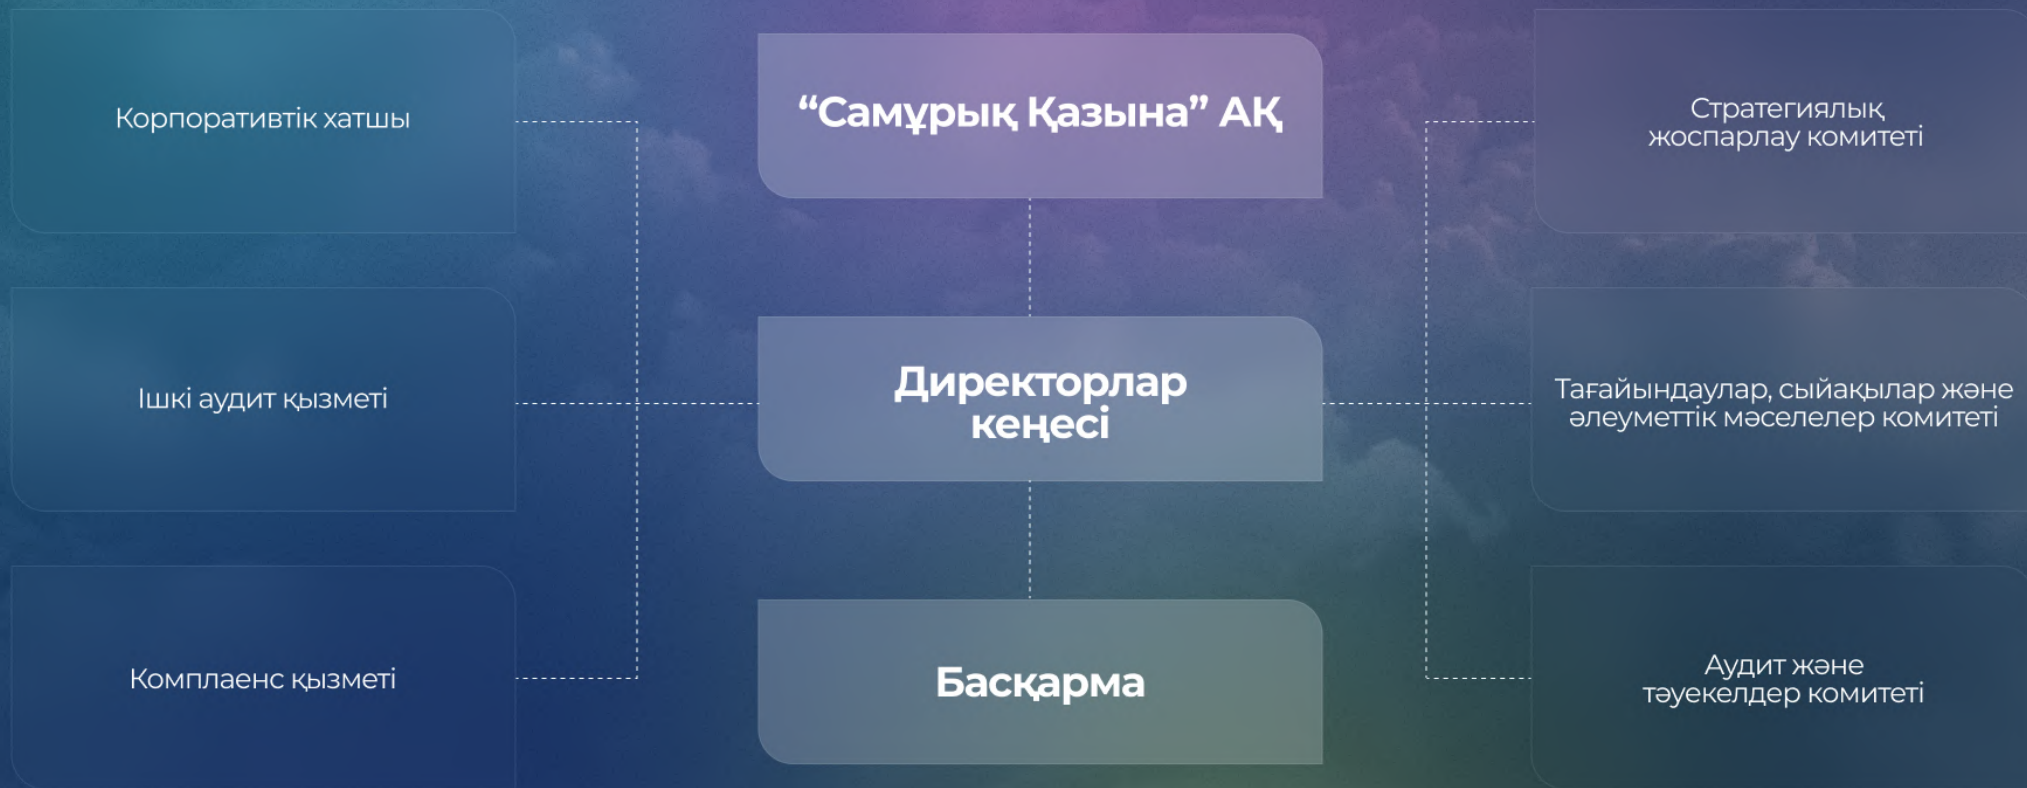 Корпоративтік хатшы
“Самұрық Қазына” АҚ
Стратегиялық
жоспарлау комитеті
Ішкі аудит қызметі
Директорлар
кеңесі
Тағайындаулар, сыйақылар және
әлеуметтік мәселелер комитеті
Комплаенс қызметі
Басқарма
Аудит және
тәуекелдер комитеті